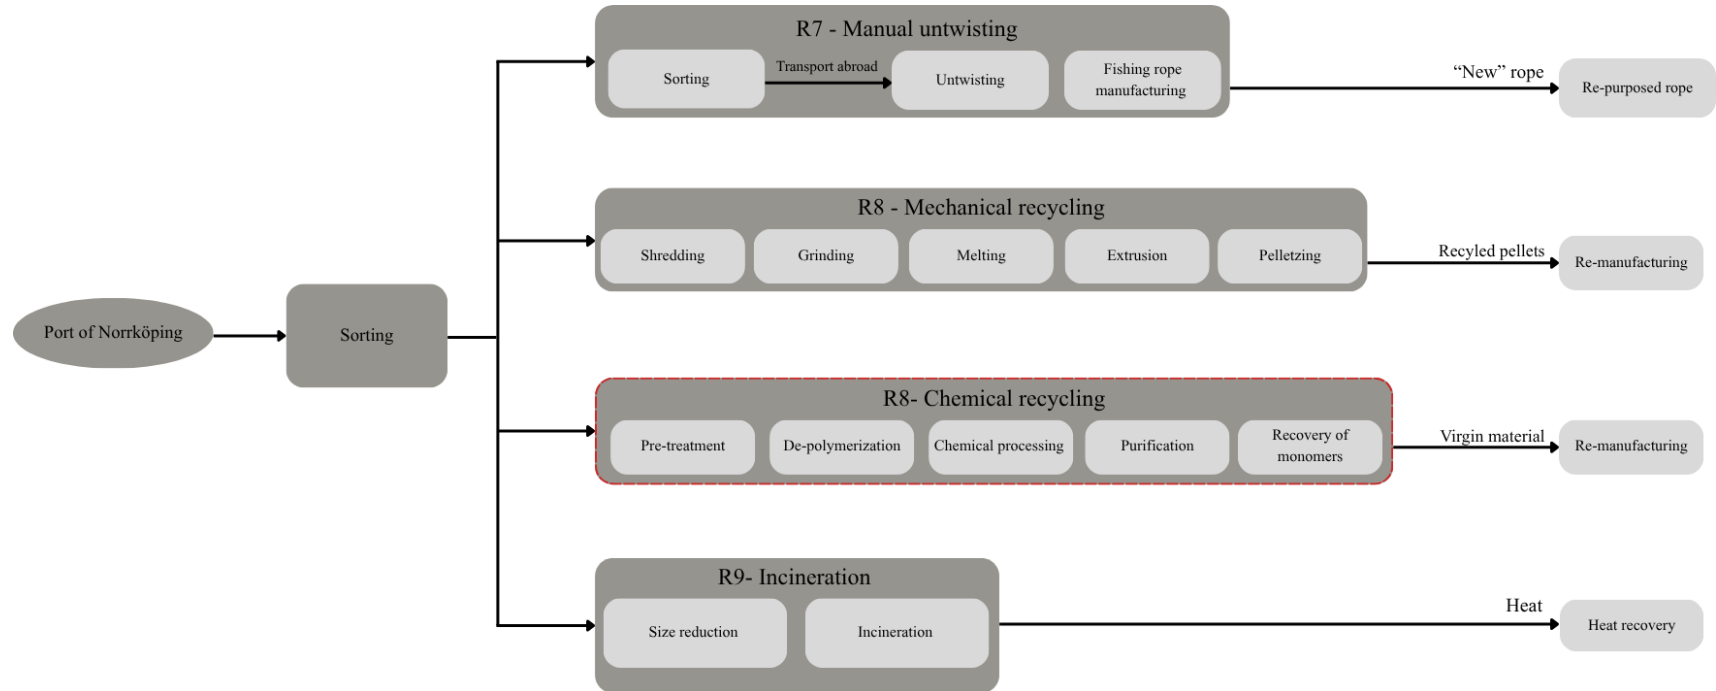 Port of Norrköping
Sorting
R7 - Manual untwisting
Sorting
Transport abroad
Untwisting
Fishing rope
manufacturing
“New” rope
Re-purposed rope
R8 - Mechanical recycling
Shredding
Grinding
Melting
Extrusion
Pelletzing
Recyled pellets
Re-manufacturing
R8- Chemical recycling
Pre-treatment
De-polymerization
Chemical processing
Purification
Recovery of
monomers
Virgin material
Re-manufacturing
R9- Incineration
Size reduction
Incineration
Heat
Heat recovery